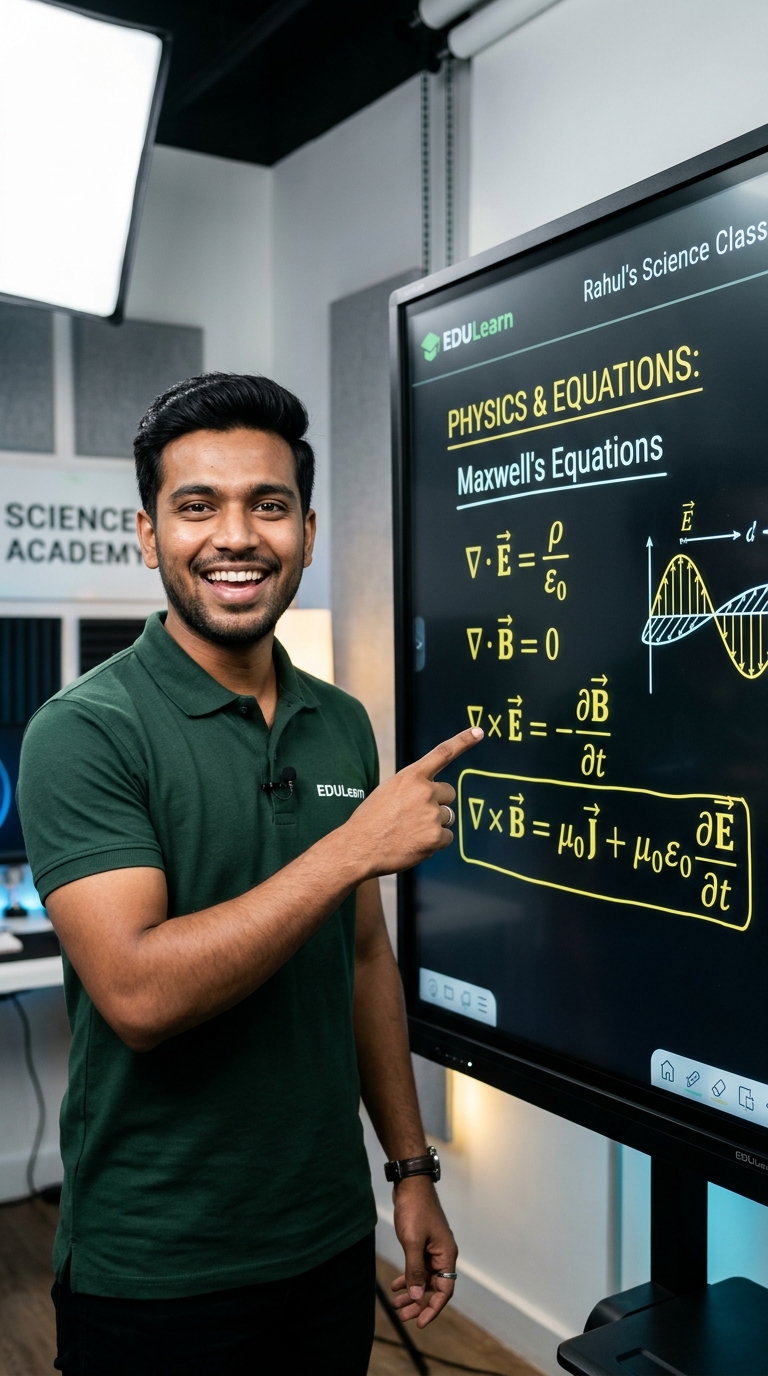 SCIENCE
ACADEMY
Rahul's Science Class
EDULearn
PHYSICS & EQUATIONS:
Maxwell's Equations
∇·E⃗ = ρ/ε₀
∇·B⃗ = 0
∇×E⃗ = −∂B⃗/∂t
∇×B⃗ = μ₀J⃗ + μ₀ε₀ ∂E⃗/∂t
E⃗
d
EDULearn